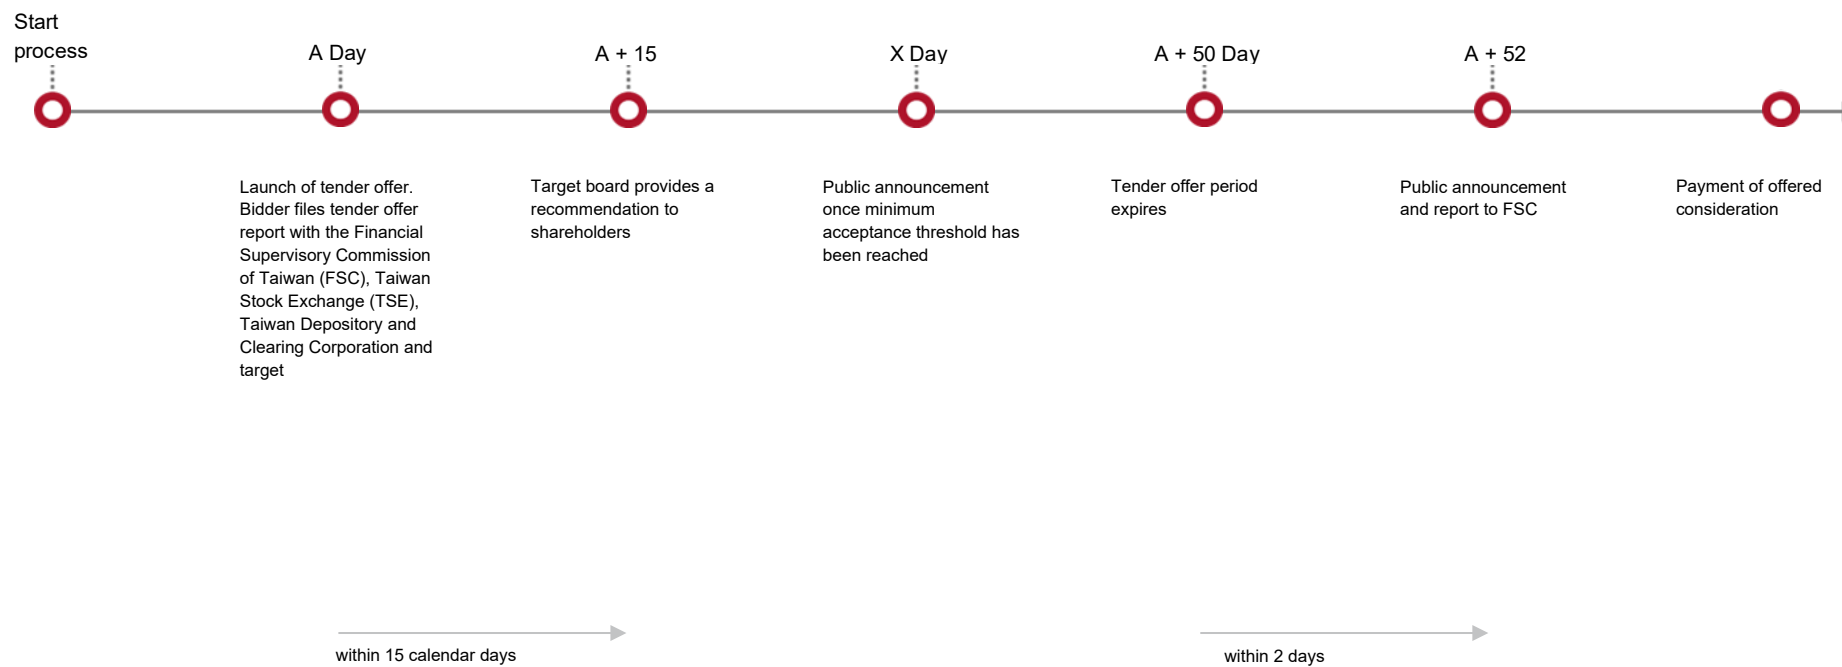 Start
process
A Day
A + 15
X Day
A + 50 Day
A + 52
Launch of tender offer.
Bidder files tender offer
report with the Financial
Supervisory Commission
of Taiwan (FSC), Taiwan
Stock Exchange (TSE),
Taiwan Depository and
Clearing Corporation and
target
Target board provides a
recommendation to
shareholders
Public announcement
once minimum
acceptance threshold has
been reached
Tender offer period
expires
Public announcement
and report to FSC
Payment of offered
consideration
within 15 calendar days
within 2 days